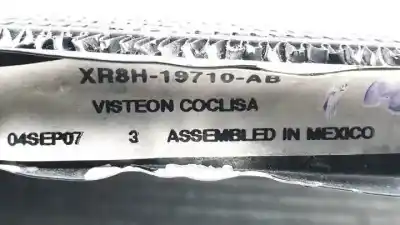 XR8H-19710-AB
VISTEON COCLISA
04SEP07 3 ASSEMBLED IN MEXICO